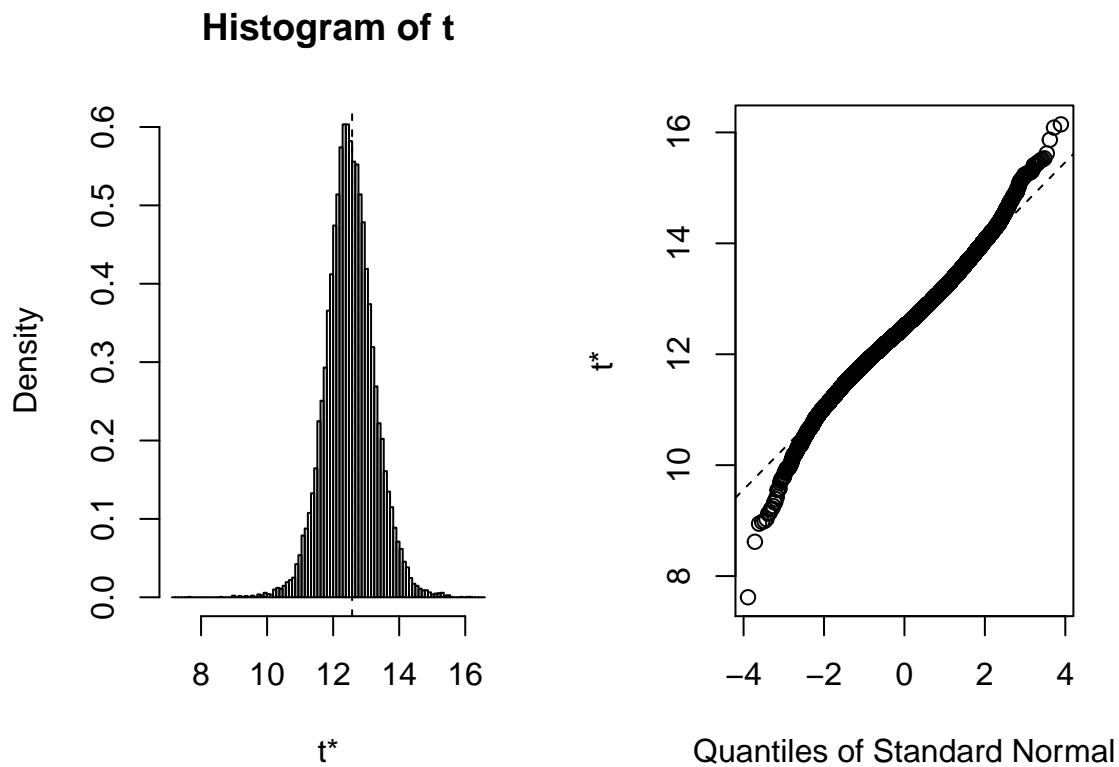 Histogram of t
Density
0.0 0.1 0.2 0.3 0.4 0.5 0.6
8 10 12 14 16
t*
t*
8 10 12 14 16
−4 −2 0 2 4
Quantiles of Standard Normal